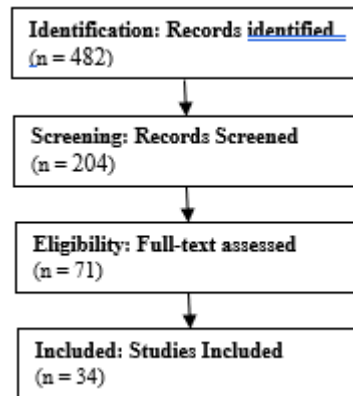 Identification: Records identified
(n = 482)
Screening: Records Screened
(n = 204)
Eligibility: Full-text assessed
(n = 71)
Included: Studies Included
(n = 34)